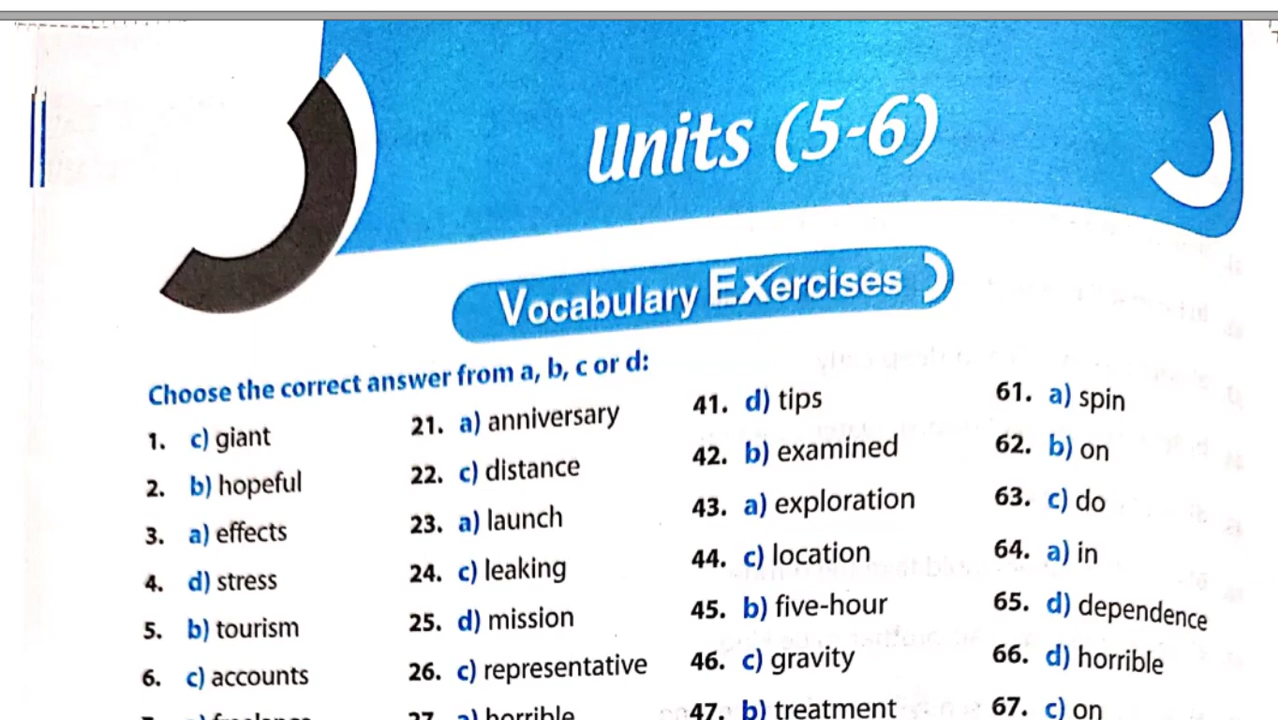 Units (5-6)
Vocabulary Exercises
Choose the correct answer from a, b, c or d:
1. c) giant
2. b) hopeful
3. a) effects
4. d) stress
5. b) tourism
6. c) accounts
21. a) anniversary
22. c) distance
23. a) launch
24. c) leaking
25. d) mission
26. c) representative
27. a) horrible
41. d) tips
42. b) examined
43. a) exploration
44. c) location
45. b) five-hour
46. c) gravity
47. b) treatment
61. a) spin
62. b) on
63. c) do
64. a) in
65. d) dependence
66. d) horrible
67. c) on